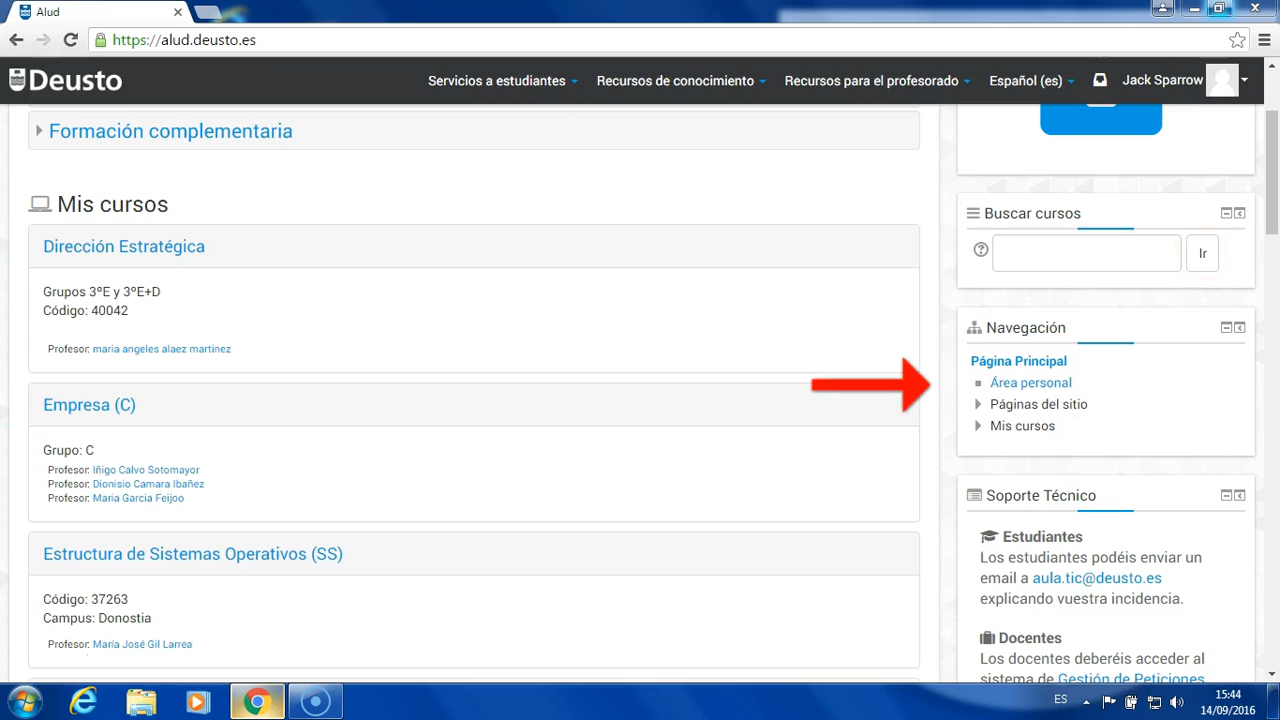 Alud
https://alud.deusto.es
Deusto
Servicios a estudiantes
Recursos de conocimiento
Recursos para el profesorado
Español (es)
Jack Sparrow
Formación complementaria
Mis cursos
Dirección Estratégica
Grupos 3ºE y 3ºE+D
Código: 40042
Profesor: maria angeles alaez martinez
Empresa (C)
Grupo: C
Profesor: Iñigo Calvo Sotomayor
Profesor: Dionisio Camara Ibañez
Profesor: Maria Garcia Feijoo
Estructura de Sistemas Operativos (SS)
Código: 37263
Campus: Donostia
Profesor: María José Gil Larrea
Buscar cursos
Ir
Navegación
Página Principal
Área personal
Páginas del sitio
Mis cursos
Soporte Técnico
Estudiantes
Los estudiantes podéis enviar un
email a aula.tic@deusto.es
explicando vuestra incidencia.
Docentes
Los docentes deberéis acceder al
sistema de Gestión de Peticiones
ES
15:44
14/09/2016